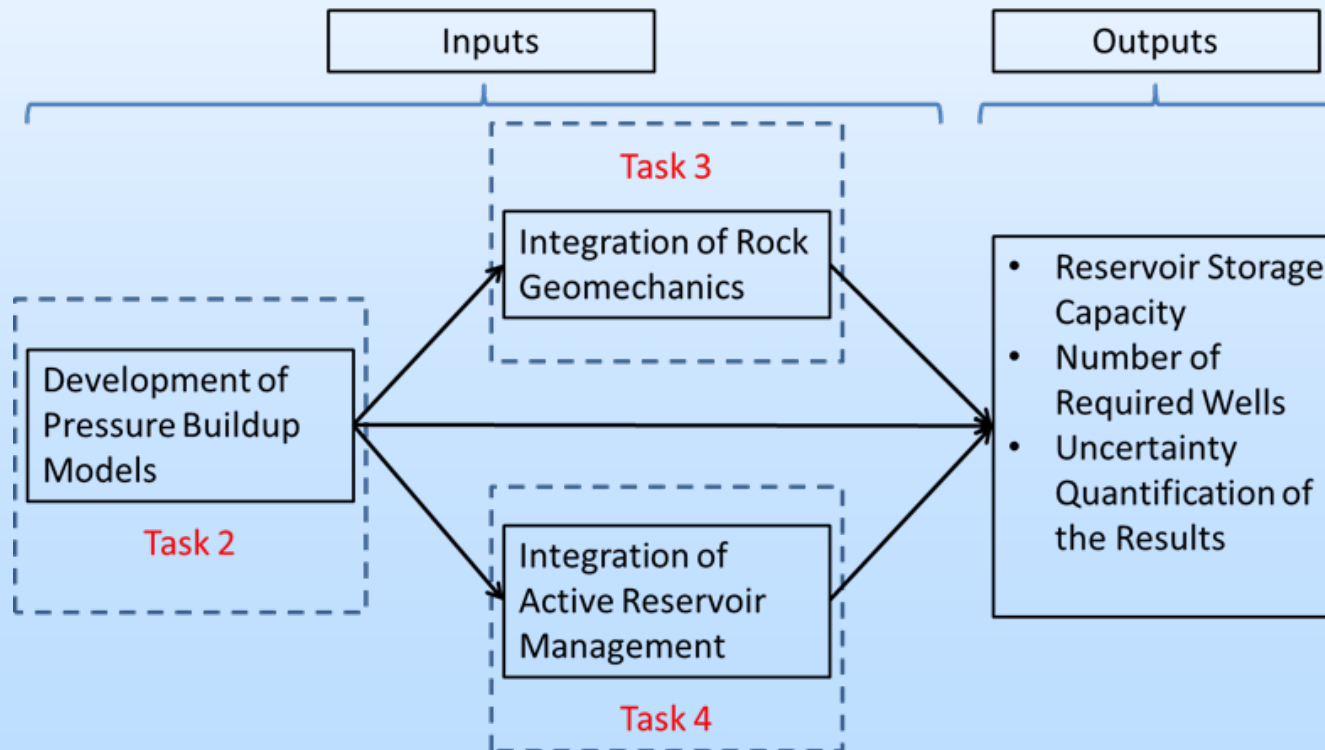 Inputs
Outputs
Task 3
Integration of Rock
Geomechanics
Development of
Pressure Buildup
Models
Task 2
Integration of
Active Reservoir
Management
Task 4
• Reservoir Storage
Capacity
• Number of
Required Wells
• Uncertainty
Quantification of
the Results